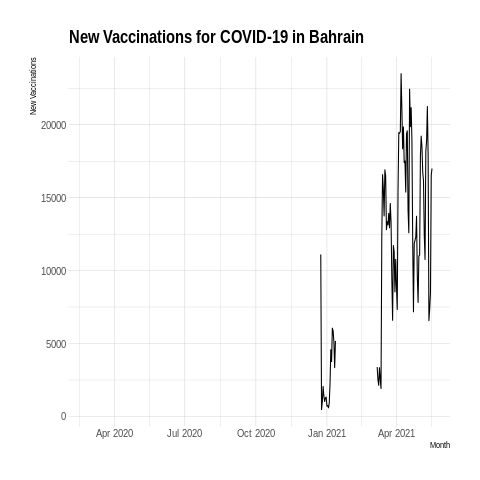 New Vaccinations for COVID-19 in Bahrain
New Vaccinations
20000
15000
10000
5000
0
Apr 2020 Jul 2020 Oct 2020 Jan 2021 Apr 2021
Month